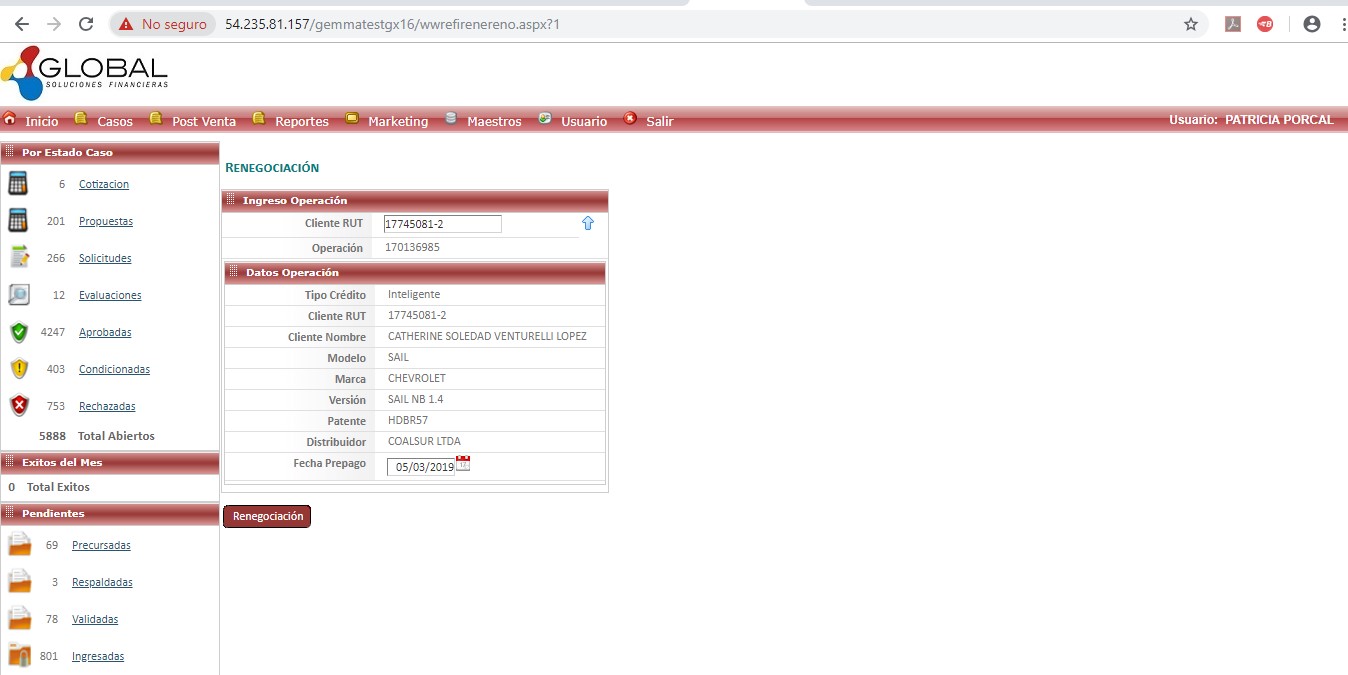 No seguro 54.235.81.157/gemmatestgx16/wwrefirenereno.aspx?1
GLOBAL
SOLUCIONES FINANCIERAS
Inicio Casos Post Venta Reportes Marketing Maestros Usuario Salir Usuario: PATRICIA PORCAL
Por Estado Caso
6 Cotizacion
201 Propuestas
266 Solicitudes
12 Evaluaciones
4247 Aprobadas
403 Condicionadas
753 Rechazadas
5888 Total Abiertos
Exitos del Mes
0 Total Exitos
Pendientes
69 Precursadas
3 Respaldadas
78 Validadas
801 Ingresadas
RENEGOCIACIÓN
Ingreso Operación
Cliente RUT 17745081-2
Operación 170136985
Datos Operación
Tipo Crédito Inteligente
Cliente RUT 17745081-2
Cliente Nombre CATHERINE SOLEDAD VENTURELLI LOPEZ
Modelo SAIL
Marca CHEVROLET
Versión SAIL NB 1.4
Patente HDBR57
Distribuidor COALSUR LTDA
Fecha Prepago 05/03/2019
Renegociación